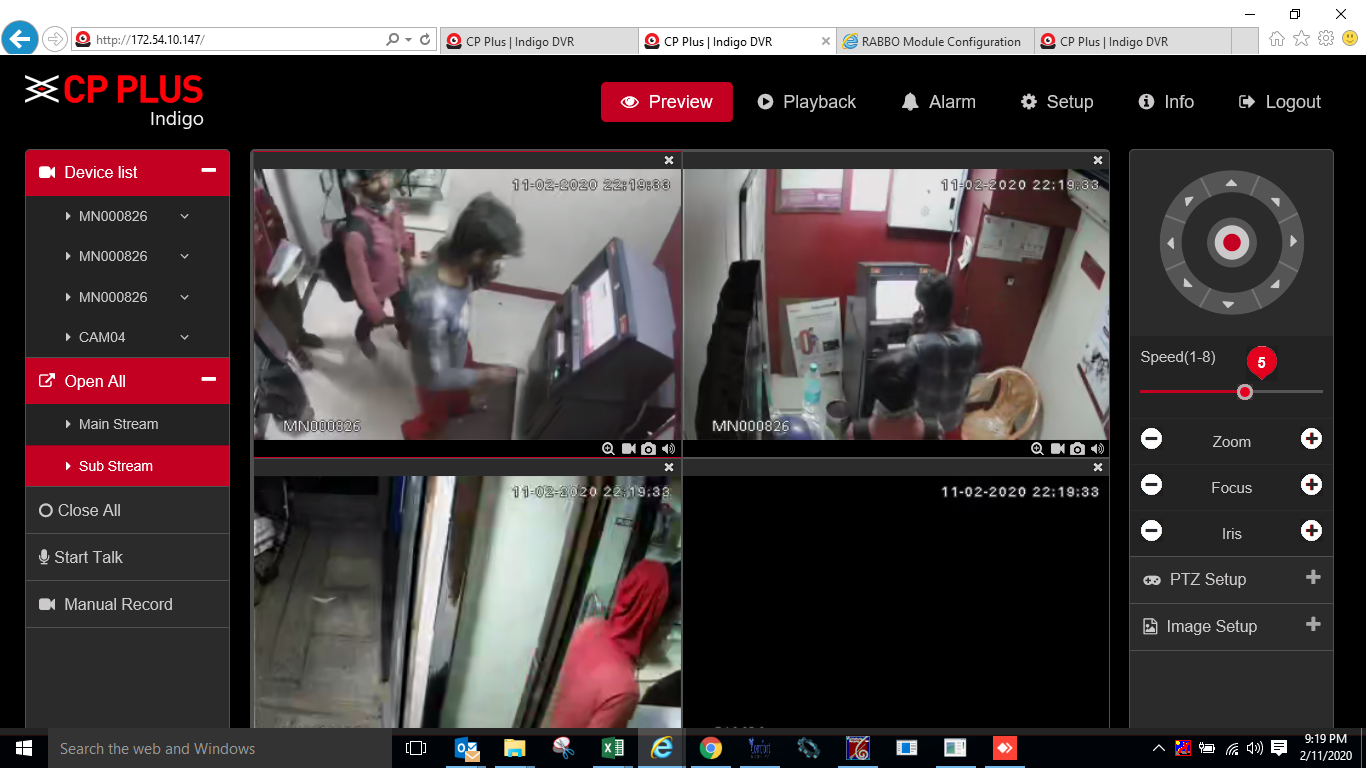 http://172.54.10.147/
CP Plus | Indigo DVR
CP Plus | Indigo DVR
RABBO Module Configuration
CP Plus | Indigo DVR
CP PLUS
Indigo
Preview
Playback
Alarm
Setup
Info
Logout
Device list
MN000826
MN000826
MN000826
CAM04
Open All
Main Stream
Sub Stream
Close All
Start Talk
Manual Record
11-02-2020 22:19:33
MN000826
11-02-2020 22:19:33
MN000826
11-02-2020 22:19:33
11-02-2020 22:19:33
Speed(1-8)
5
Zoom
Focus
Iris
PTZ Setup
Image Setup
Search the web and Windows
9:19 PM
2/11/2020